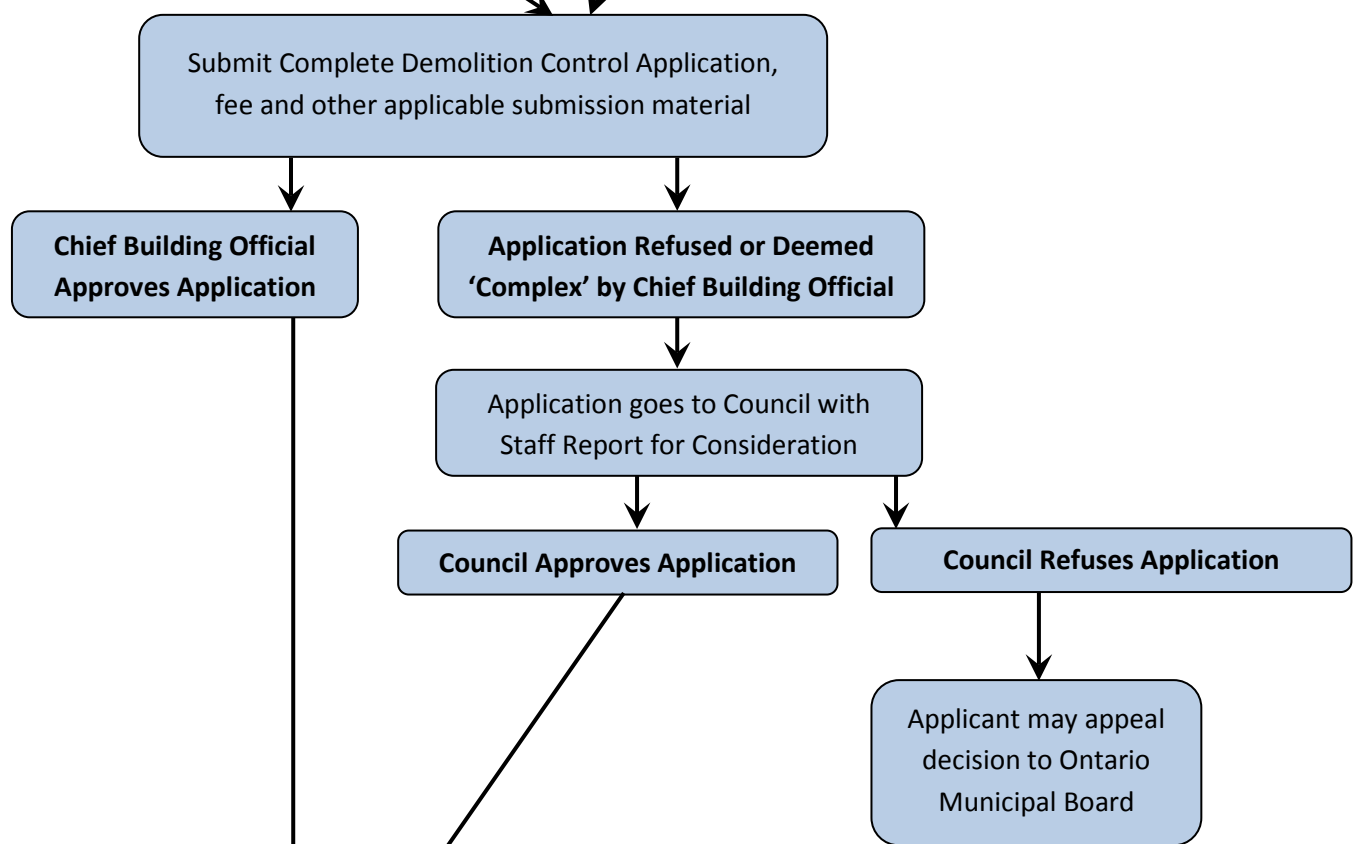 Submit Complete Demolition Control Application,
fee and other applicable submission material
Chief Building Official
Approves Application
Application Refused or Deemed
‘Complex’ by Chief Building Official
Application goes to Council with
Staff Report for Consideration
Council Approves Application
Council Refuses Application
Applicant may appeal
decision to Ontario
Municipal Board